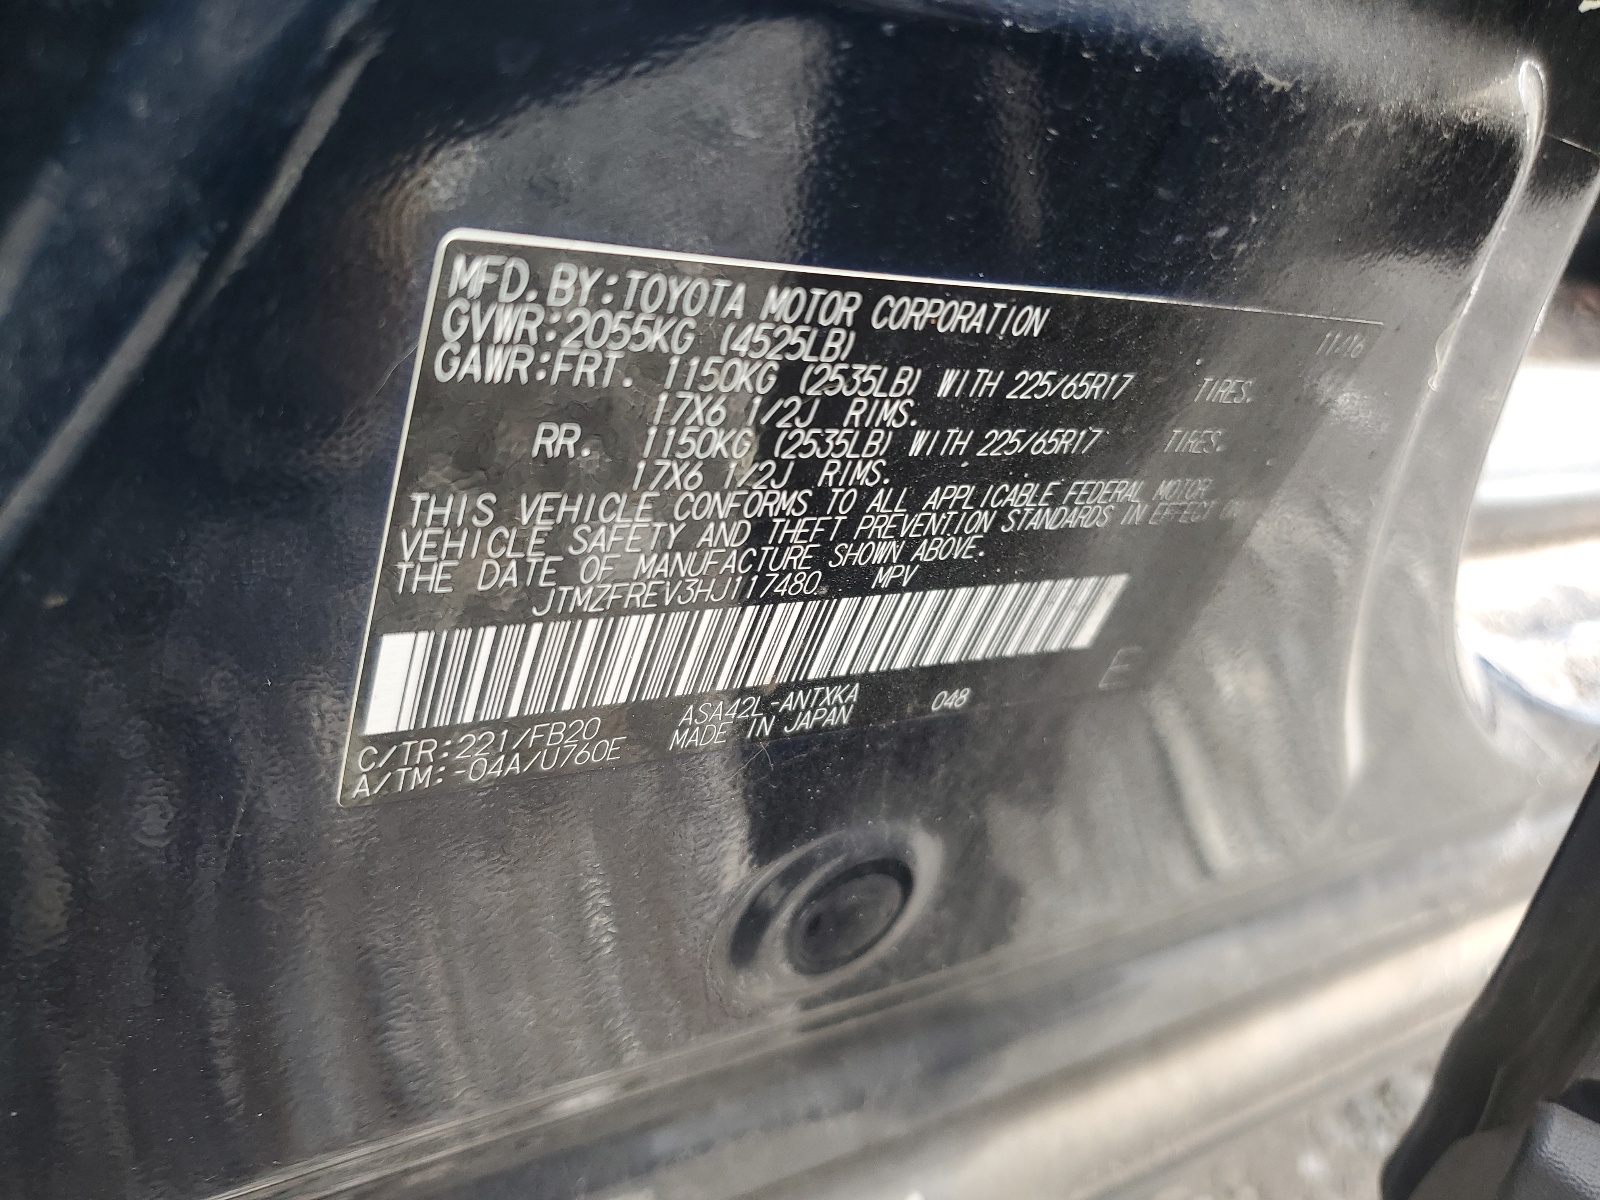 MFD. BY: TOYOTA MOTOR CORPORATION 11/16
GVWR: 2055KG (4525LB)
GAWR: FRT. 1150KG (2535LB) WITH 225/65R17 TIRES.
17X6 1/2J RIMS.
RR. 1150KG (2535LB) WITH 225/65R17 TIRES.
17X6 1/2J RIMS.
THIS VEHICLE CONFORMS TO ALL APPLICABLE FEDERAL MOTOR
VEHICLE SAFETY AND THEFT PREVENTION STANDARDS IN EFFECT ON
THE DATE OF MANUFACTURE SHOWN ABOVE.
JTMZFREV3HJ117480 MPV
E
C/TR: 221/FB20 ASA42L-ANTXKA 048
A/TM: -04A/U760E MADE IN JAPAN